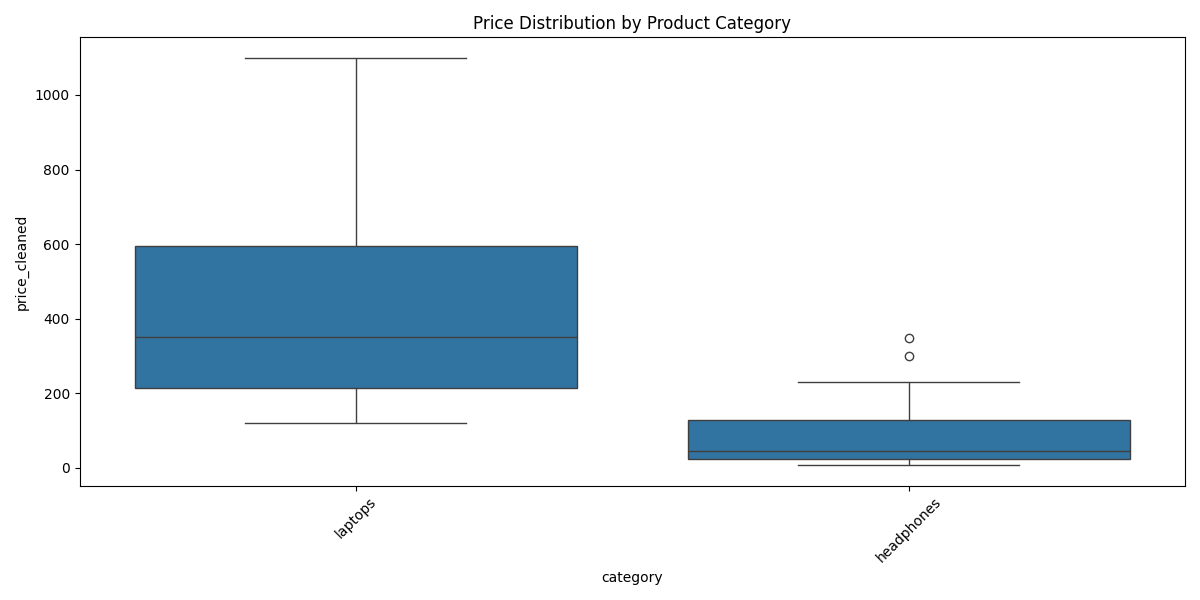 Price Distribution by Product Category
price_cleaned
1000
800
600
400
200
0
laptops
headphones
category